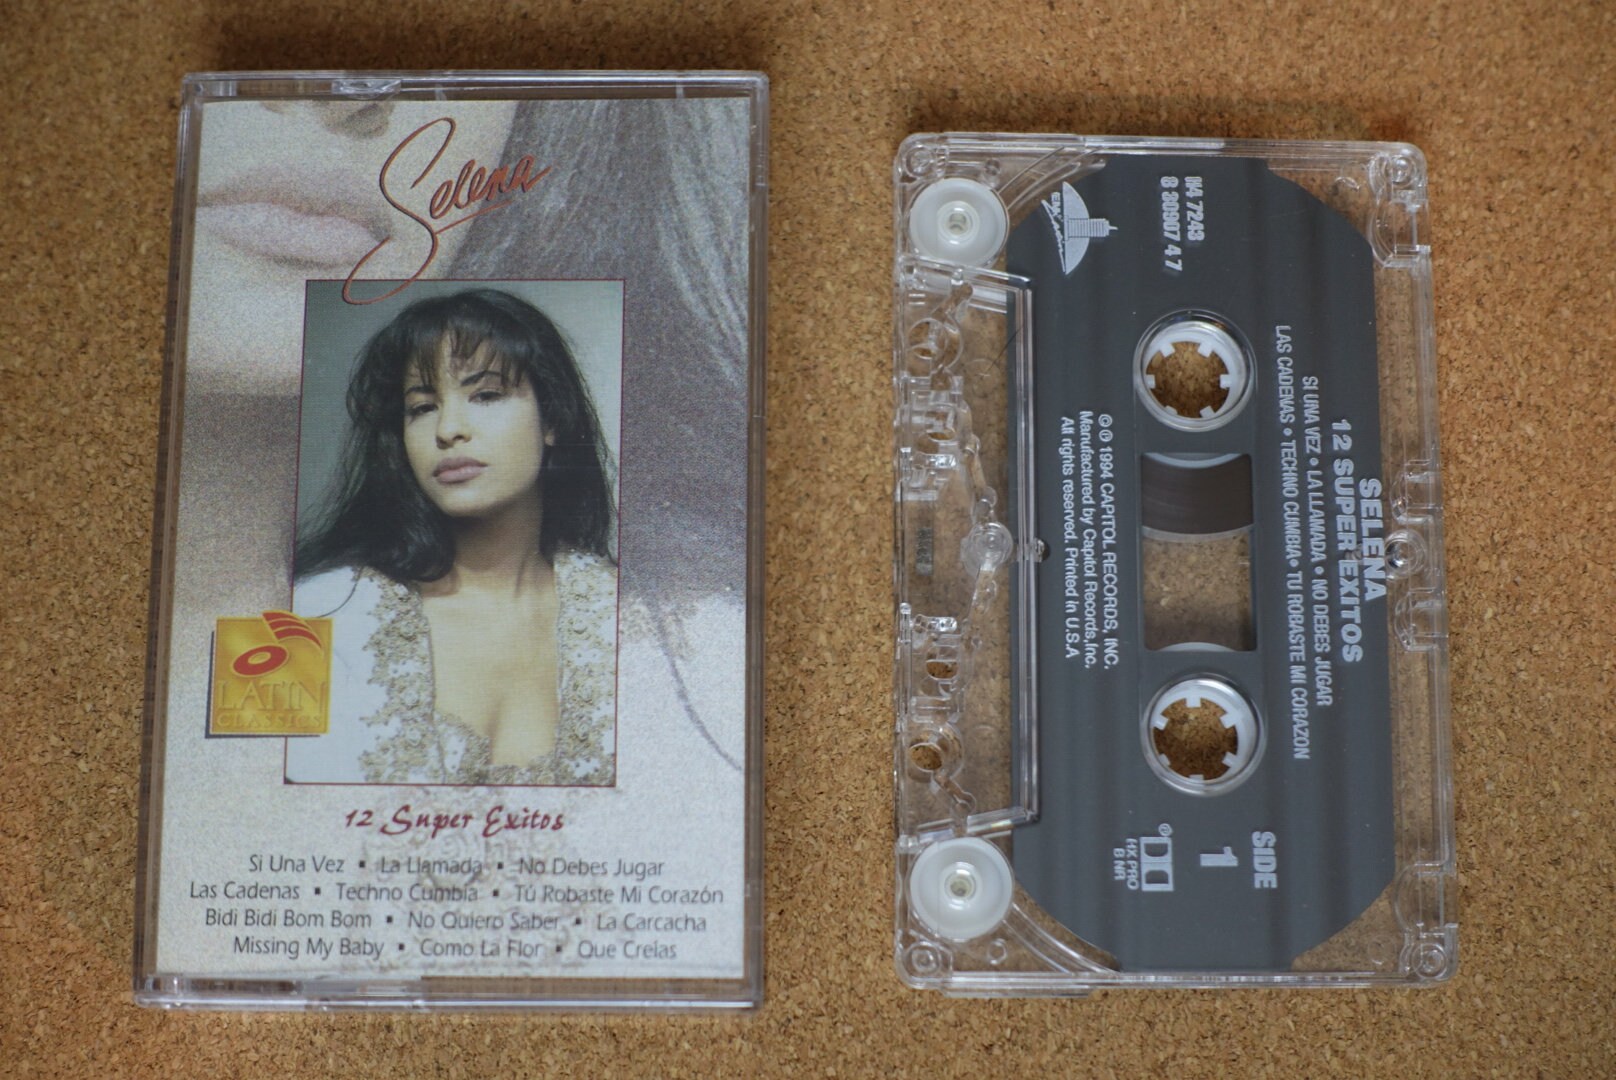 Selena
LATIN
CLASSICS
12 Super Exitos
Si Una Vez ▪ La Llamada ▪ No Debes Jugar
Las Cadenas ▪ Techno Cumbia ▪ Tú Robaste Mi Corazón
Bidi Bidi Bom Bom ▪ No Quiero Saber ▪ La Carcacha
Missing My Baby ▪ Como La Flor ▪ Que Creias
SELENA
12 SUPER EXITOS
SI UNA VEZ • LA LLAMADA • NO DEBES JUGAR
LAS CADENAS • TECHNO CUMBIA • TU ROBASTE MI CORAZON
H4 7243
8 30907 4 7
EMI Latin
SIDE
1
HX PRO
B NR
© ℗ 1994 CAPITOL RECORDS, INC.
Manufactured by Capitol Records, Inc.
All rights reserved. Printed in U.S.A